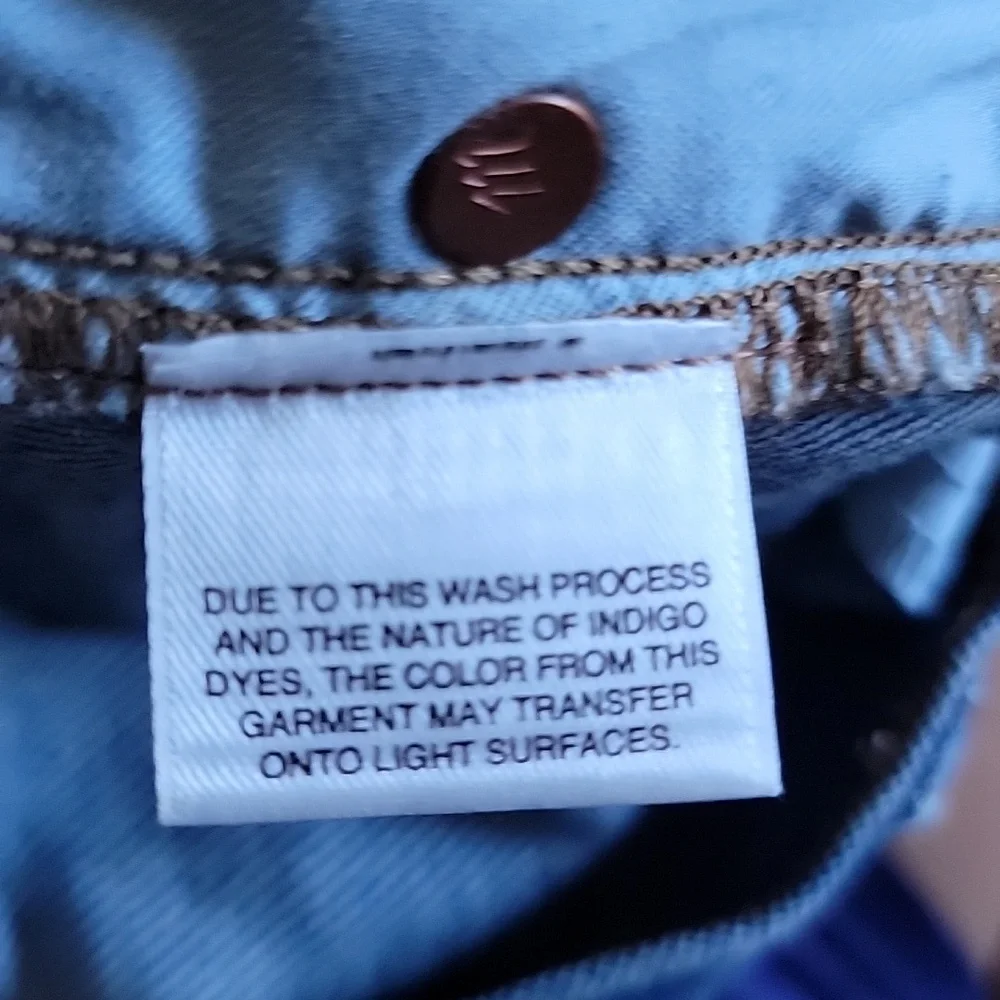 DUE TO THIS WASH PROCESS
AND THE NATURE OF INDIGO
DYES, THE COLOR FROM THIS
GARMENT MAY TRANSFER
ONTO LIGHT SURFACES.